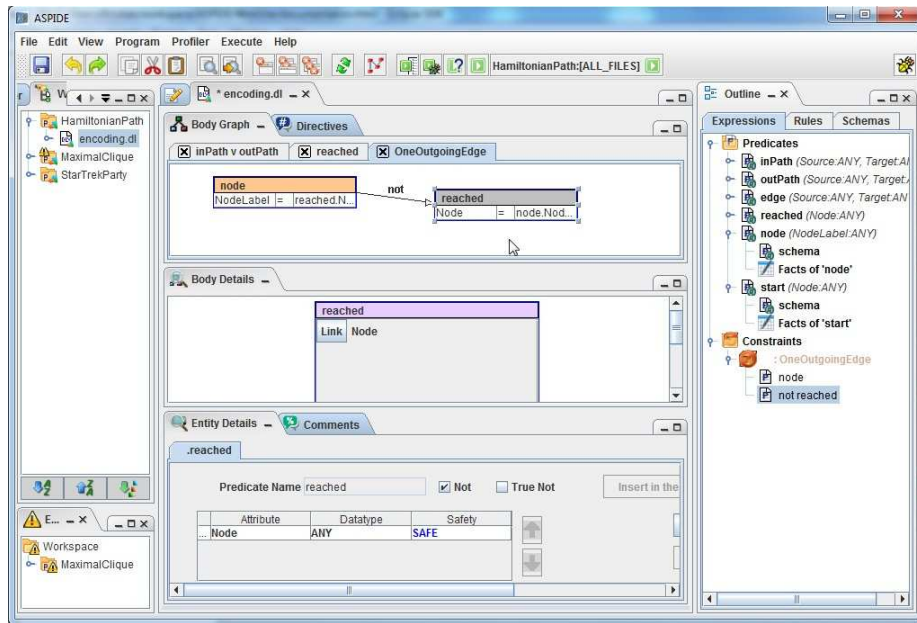 ASPIDE
File Edit View Program Profiler Execute Help
HamiltonianPath:[ALL_FILES]
HamiltonianPath
encoding.dl
MaximalClique
StarTrekParty
E...
Workspace
MaximalClique
* encoding.dl
Body Graph
Directives
inPath v outPath
reached
OneOutgoingEdge
node
NodeLabel = reached.N...
not
reached
Node = node.Nod...
Body Details
reached
Link Node
Entity Details
Comments
.reached
Predicate Name reached
Not
True Not
Insert in the
Attribute Datatype Safety
... Node ANY SAFE
Outline
Expressions Rules Schemas
Predicates
inPath (Source:ANY, Target:A
outPath (Source:ANY, Target:
edge (Source:ANY, Target:AN
reached (Node:ANY)
node (NodeLabel:ANY)
schema
Facts of 'node'
start (Node:ANY)
schema
Facts of 'start'
Constraints
: OneOutgoingEdge
node
not reached